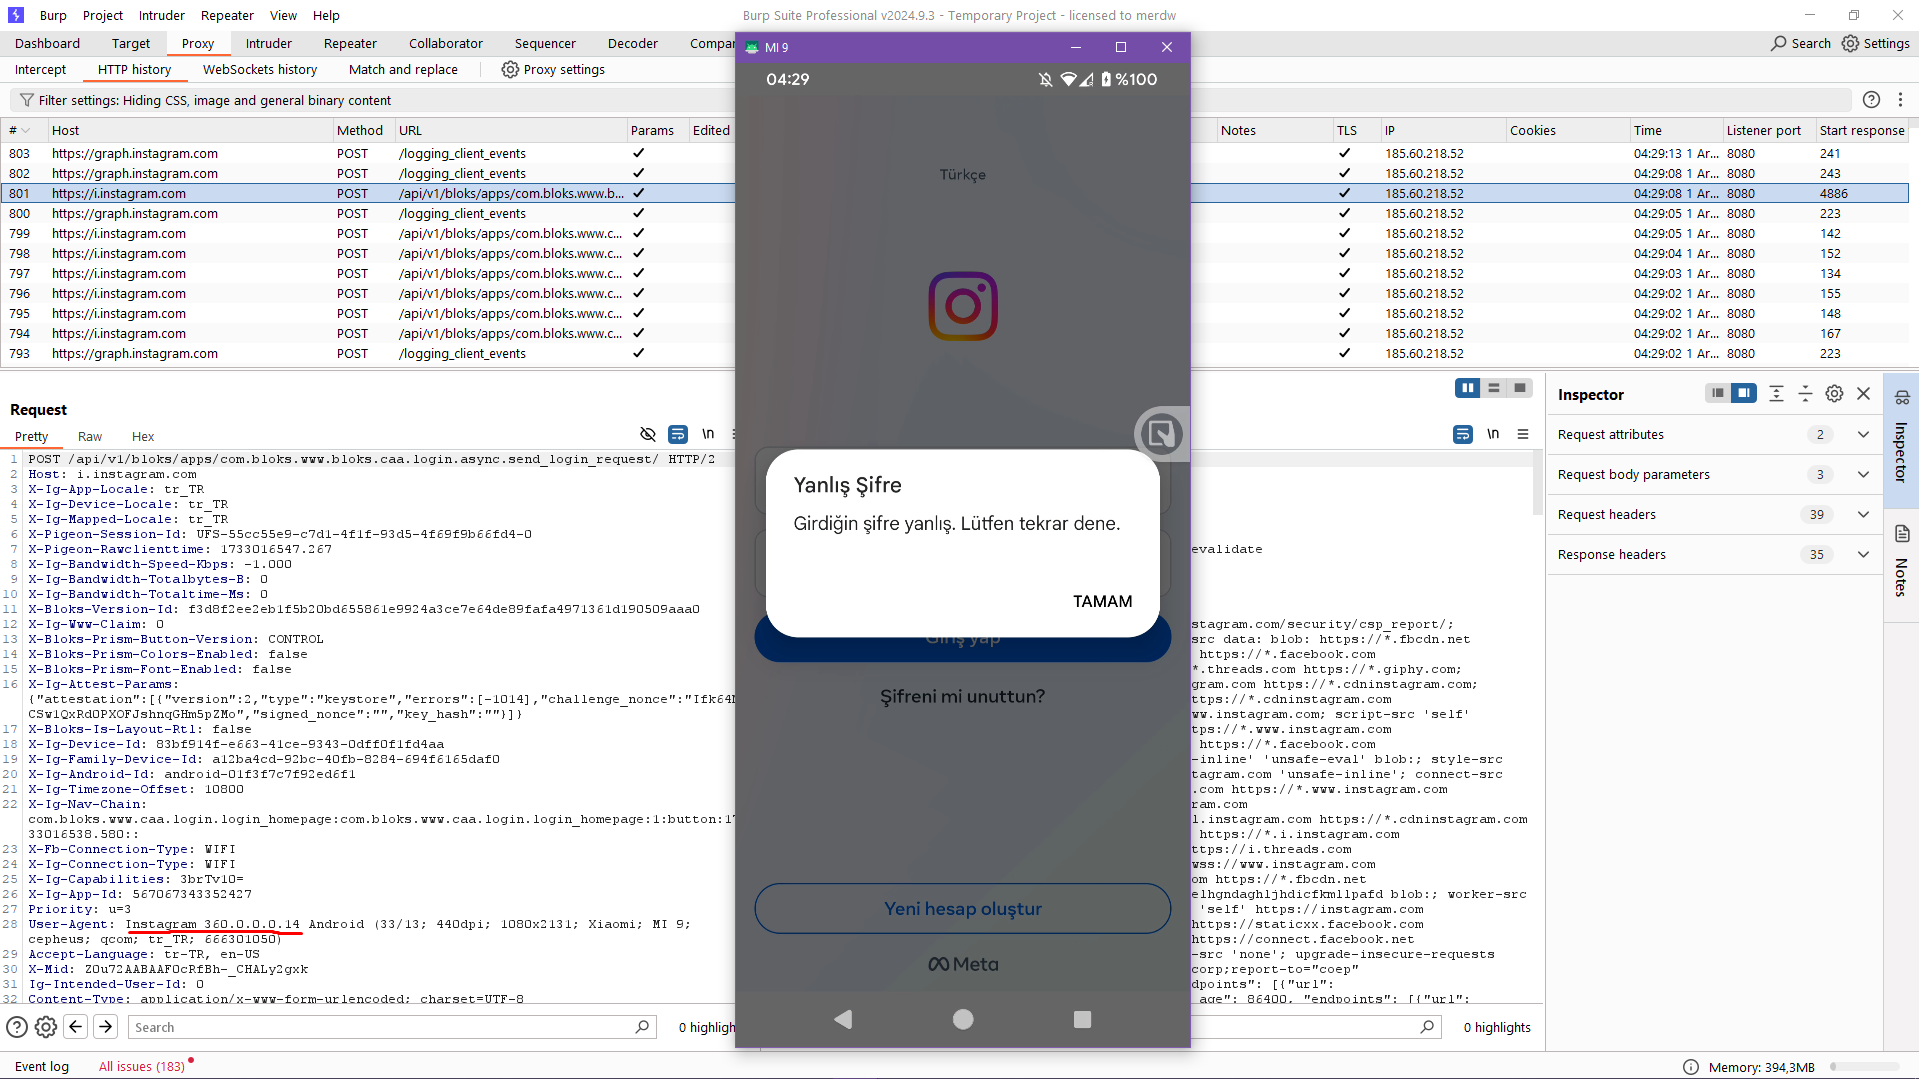 Burp Project Intruder Repeater View Help
Burp Suite Professional v2024.9.3 - Temporary Project - licensed to merdw
Dashboard Target Proxy Intruder Repeater Collaborator Sequencer Decoder Compar
Search Settings
Intercept HTTP history WebSockets history Match and replace Proxy settings
Filter settings: Hiding CSS, image and general binary content
# Host Method URL Params Edited Notes TLS IP Cookies Time Listener port Start response
803 https://graph.instagram.com POST /logging_client_events 185.60.218.52 04:29:13 1 Ar... 8080 241
802 https://graph.instagram.com POST /logging_client_events 185.60.218.52 04:29:08 1 Ar... 8080 243
801 https://i.instagram.com POST /api/v1/bloks/apps/com.bloks.www.b... 185.60.218.52 04:29:08 1 Ar... 8080 4886
800 https://graph.instagram.com POST /logging_client_events 185.60.218.52 04:29:05 1 Ar... 8080 223
799 https://i.instagram.com POST /api/v1/bloks/apps/com.bloks.www.c... 185.60.218.52 04:29:05 1 Ar... 8080 142
798 https://i.instagram.com POST /api/v1/bloks/apps/com.bloks.www.c... 185.60.218.52 04:29:04 1 Ar... 8080 152
797 https://i.instagram.com POST /api/v1/bloks/apps/com.bloks.www.c... 185.60.218.52 04:29:03 1 Ar... 8080 134
796 https://i.instagram.com POST /api/v1/bloks/apps/com.bloks.www.c... 185.60.218.52 04:29:02 1 Ar... 8080 155
795 https://i.instagram.com POST /api/v1/bloks/apps/com.bloks.www.c... 185.60.218.52 04:29:02 1 Ar... 8080 148
794 https://i.instagram.com POST /api/v1/bloks/apps/com.bloks.www.c... 185.60.218.52 04:29:02 1 Ar... 8080 167
793 https://graph.instagram.com POST /logging_client_events 185.60.218.52 04:29:02 1 Ar... 8080 223
Request
Pretty Raw Hex
\n
1 POST /api/v1/bloks/apps/com.bloks.www.bloks.caa.login.async.send_login_request/ HTTP/2
2 Host: i.instagram.com
3 X-Ig-App-Locale: tr_TR
4 X-Ig-Device-Locale: tr_TR
5 X-Ig-Mapped-Locale: tr_TR
6 X-Pigeon-Session-Id: UFS-55cc55e9-c7d1-4f1f-93d5-4f69f9b66fd4-0
7 X-Pigeon-Rawclienttime: 1733016547.267
8 X-Ig-Bandwidth-Speed-Kbps: -1.000
9 X-Ig-Bandwidth-Totalbytes-B: 0
10 X-Ig-Bandwidth-Totaltime-Ms: 0
11 X-Bloks-Version-Id: f3d8f2ee2eb1f5b20bd655861e9924a3ce7e64de89fafa4971361d190509aaa0
12 X-Ig-Www-Claim: 0
13 X-Bloks-Prism-Button-Version: CONTROL
14 X-Bloks-Prism-Colors-Enabled: false
15 X-Bloks-Prism-Font-Enabled: false
16 X-Ig-Attest-Params:
{"attestation":[{"version":2,"type":"keystore","errors":[-1014],"challenge_nonce":"Ifk64M
CSw1QxRdOPXOFJshnqGHm5pZMo","signed_nonce":"","key_hash":""}]}
17 X-Bloks-Is-Layout-Rtl: false
18 X-Ig-Device-Id: 83bf914f-e663-41ce-9343-0dff0f1fd4aa
19 X-Ig-Family-Device-Id: a12ba4cd-92bc-40fb-8284-694f6165daf0
20 X-Ig-Android-Id: android-01f3f7c7f92ed6f1
21 X-Ig-Timezone-Offset: 10800
22 X-Ig-Nav-Chain:
com.bloks.www.caa.login.login_homepage:com.bloks.www.caa.login.login_homepage:1:button:17
33016538.580::
23 X-Fb-Connection-Type: WIFI
24 X-Ig-Connection-Type: WIFI
25 X-Ig-Capabilities: 3brTv10=
26 X-Ig-App-Id: 567067343352427
27 Priority: u=3
28 User-Agent: Instagram 360.0.0.0.14 Android (33/13; 440dpi; 1080x2131; Xiaomi; MI 9;
cepheus; qcom; tr_TR; 666301050)
29 Accept-Language: tr-TR, en-US
30 X-Mid: Z0u72AABAAFOcRfBh-_CHALy2gxk
31 Ig-Intended-User-Id: 0
32 Content-Type: application/x-www-form-urlencoded; charset=UTF-8
Search 0 highligh
Event log All issues (183)
MI 9
04:29 %100
Türkçe
Yanlış Şifre
Girdiğin şifre yanlış. Lütfen tekrar dene.
TAMAM
Giriş yap
Şifreni mi unuttun?
Yeni hesap oluştur
Meta
\n
evalidate
stagram.com/security/csp_report/;
src data: blob: https://*.fbcdn.net
https://*.facebook.com
*.threads.com https://*.giphy.com;
gram.com https://*.cdninstagram.com;
ttps://*.cdninstagram.com
ww.instagram.com; script-src 'self'
tps://*.www.instagram.com
https://*.facebook.com
-inline' 'unsafe-eval' blob:; style-src
tagram.com 'unsafe-inline'; connect-src
.com https://*.www.instagram.com
ram.com
l.instagram.com https://*.cdninstagram.com
https://*.i.instagram.com
https://i.threads.com
wss://www.instagram.com
om https://*.fbcdn.net
elhgndaghljhdicfkmllpafd blob:; worker-src
'self' https://instagram.com
https://staticxx.facebook.com
https://connect.facebook.net
-src 'none'; upgrade-insecure-requests
corp;report-to="coep"
dpoints": [{"url":
age": 86400, "endpoints": [{"url":
0 highlights
Inspector
Request attributes 2
Request body parameters 3
Request headers 39
Response headers 35
Inspector
Notes
Memory: 394,3MB